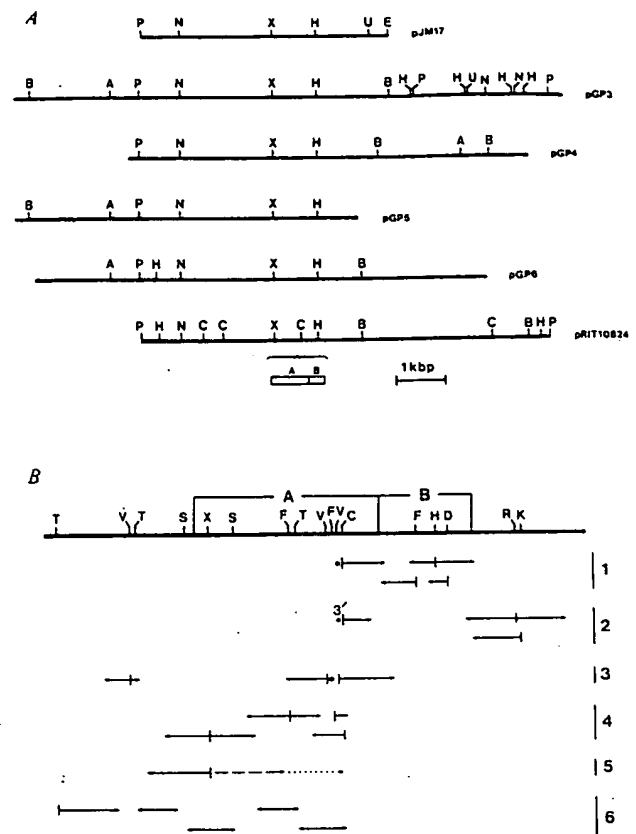 A
P N X H U E pJM17
B A P N X H B H P H U N H N H P pGP3
P N X H B A B pGP4
B A P N X H pGP5
A P H N X H B pGP6
P H N C C X C H B C B H P pRIT10824
A B 1kbp
B
A B
T V T S X S F T V F V C F H D R K
1
3'
2
3
4
5
6